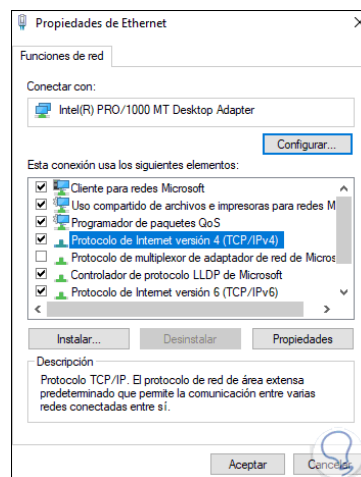 Propiedades de Ethernet
Funciones de red
Conectar con:
Intel(R) PRO/1000 MT Desktop Adapter
Configurar...
Esta conexión usa los siguientes elementos:
Cliente para redes Microsoft
Uso compartido de archivos e impresoras para redes M
Programador de paquetes QoS
Protocolo de Internet versión 4 (TCP/IPv4)
Protocolo de multiplexor de adaptador de red de Micros
Controlador de protocolo LLDP de Microsoft
Protocolo de Internet versión 6 (TCP/IPv6)
Instalar...
Desinstalar
Propiedades
Descripción
Protocolo TCP/IP. El protocolo de red de área extensa
predeterminado que permite la comunicación entre varias
redes conectadas entre sí.
Aceptar
Cancelar